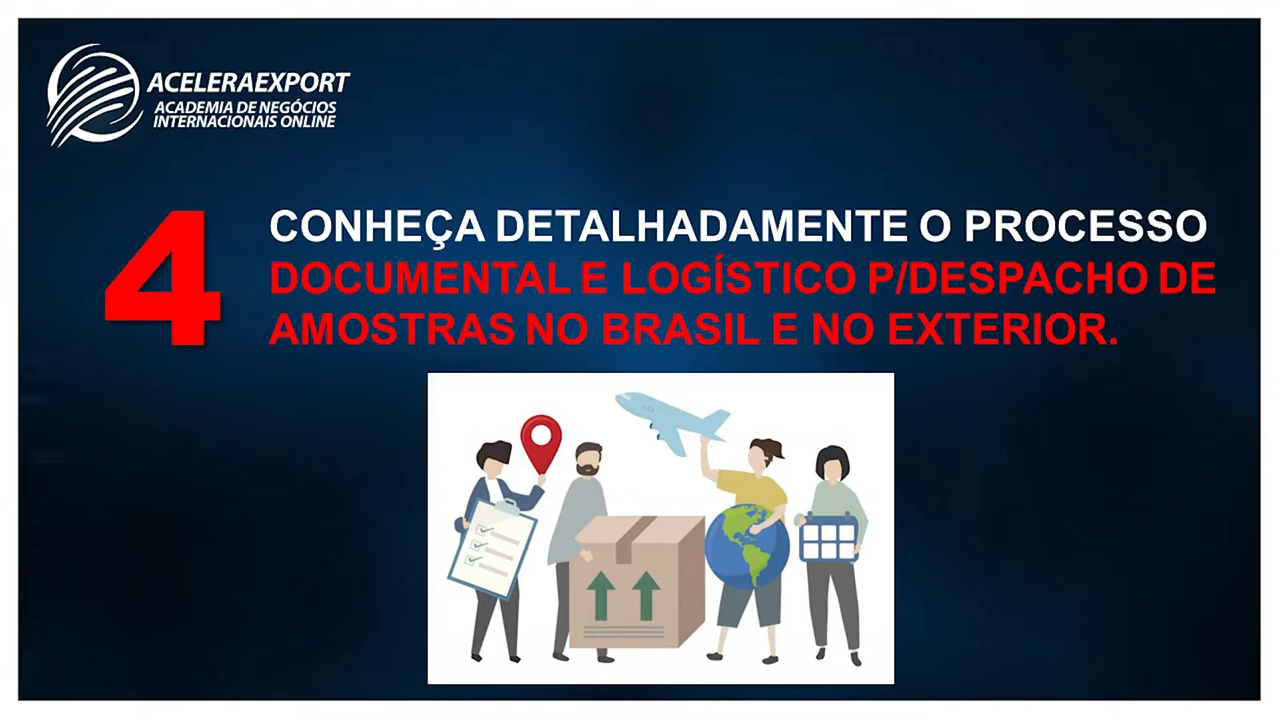 ACELERAEXPORT
ACADEMIA DE NEGÓCIOS
INTERNACIONAIS ONLINE
4
CONHEÇA DETALHADAMENTE O PROCESSO
DOCUMENTAL E LOGÍSTICO P/DESPACHO DE
AMOSTRAS NO BRASIL E NO EXTERIOR.